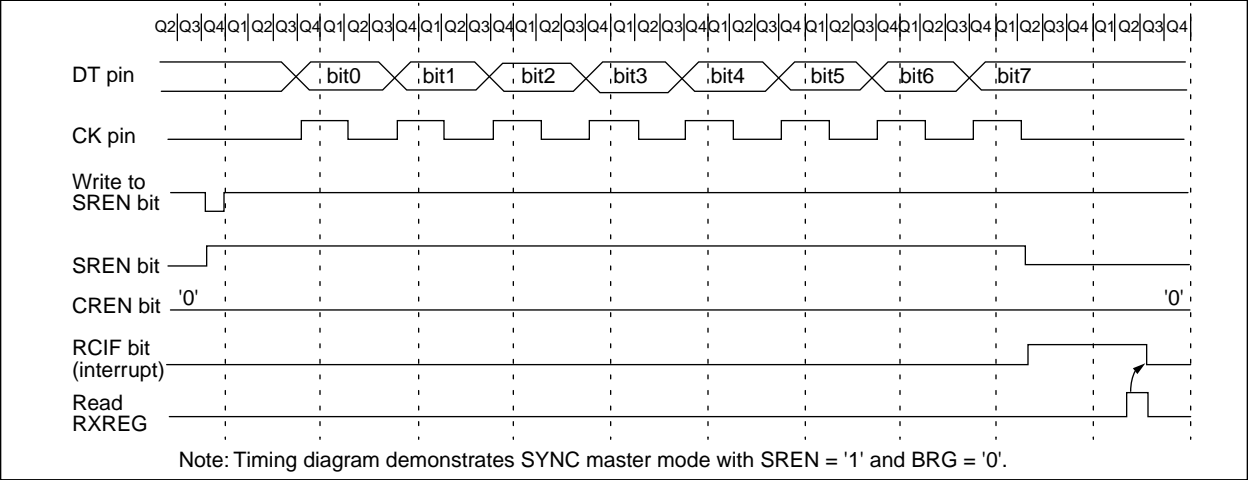 Q2 Q3 Q4 Q1 Q2 Q3 Q4 Q1 Q2 Q3 Q4 Q1 Q2 Q3 Q4 Q1 Q2 Q3 Q4 Q1 Q2 Q3 Q4 Q1 Q2 Q3 Q4 Q1 Q2 Q3 Q4 Q1 Q2 Q3 Q4 Q1 Q2 Q3 Q4 Q1 Q2 Q3 Q4
DT pin bit0 bit1 bit2 bit3 bit4 bit5 bit6 bit7
CK pin
Write to
SREN bit
SREN bit
CREN bit '0' '0'
RCIF bit
(interrupt)
Read
RXREG
Note: Timing diagram demonstrates SYNC master mode with SREN = '1' and BRG = '0'.